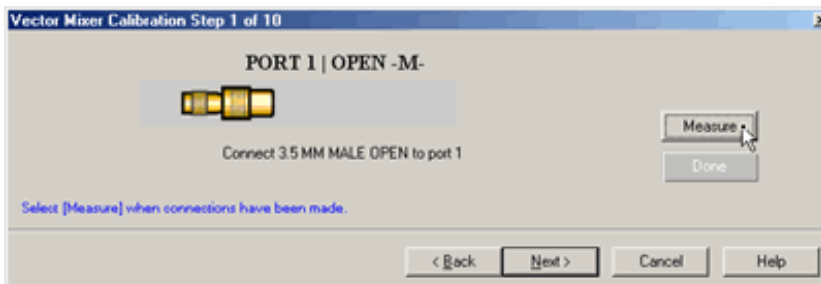 Vector Mixer Calibration Step 1 of 10
PORT 1 | OPEN -M-
Connect 3.5 MM MALE OPEN to port 1
Measure
Done
Select [Measure] when connections have been made.
< Back
Next >
Cancel
Help